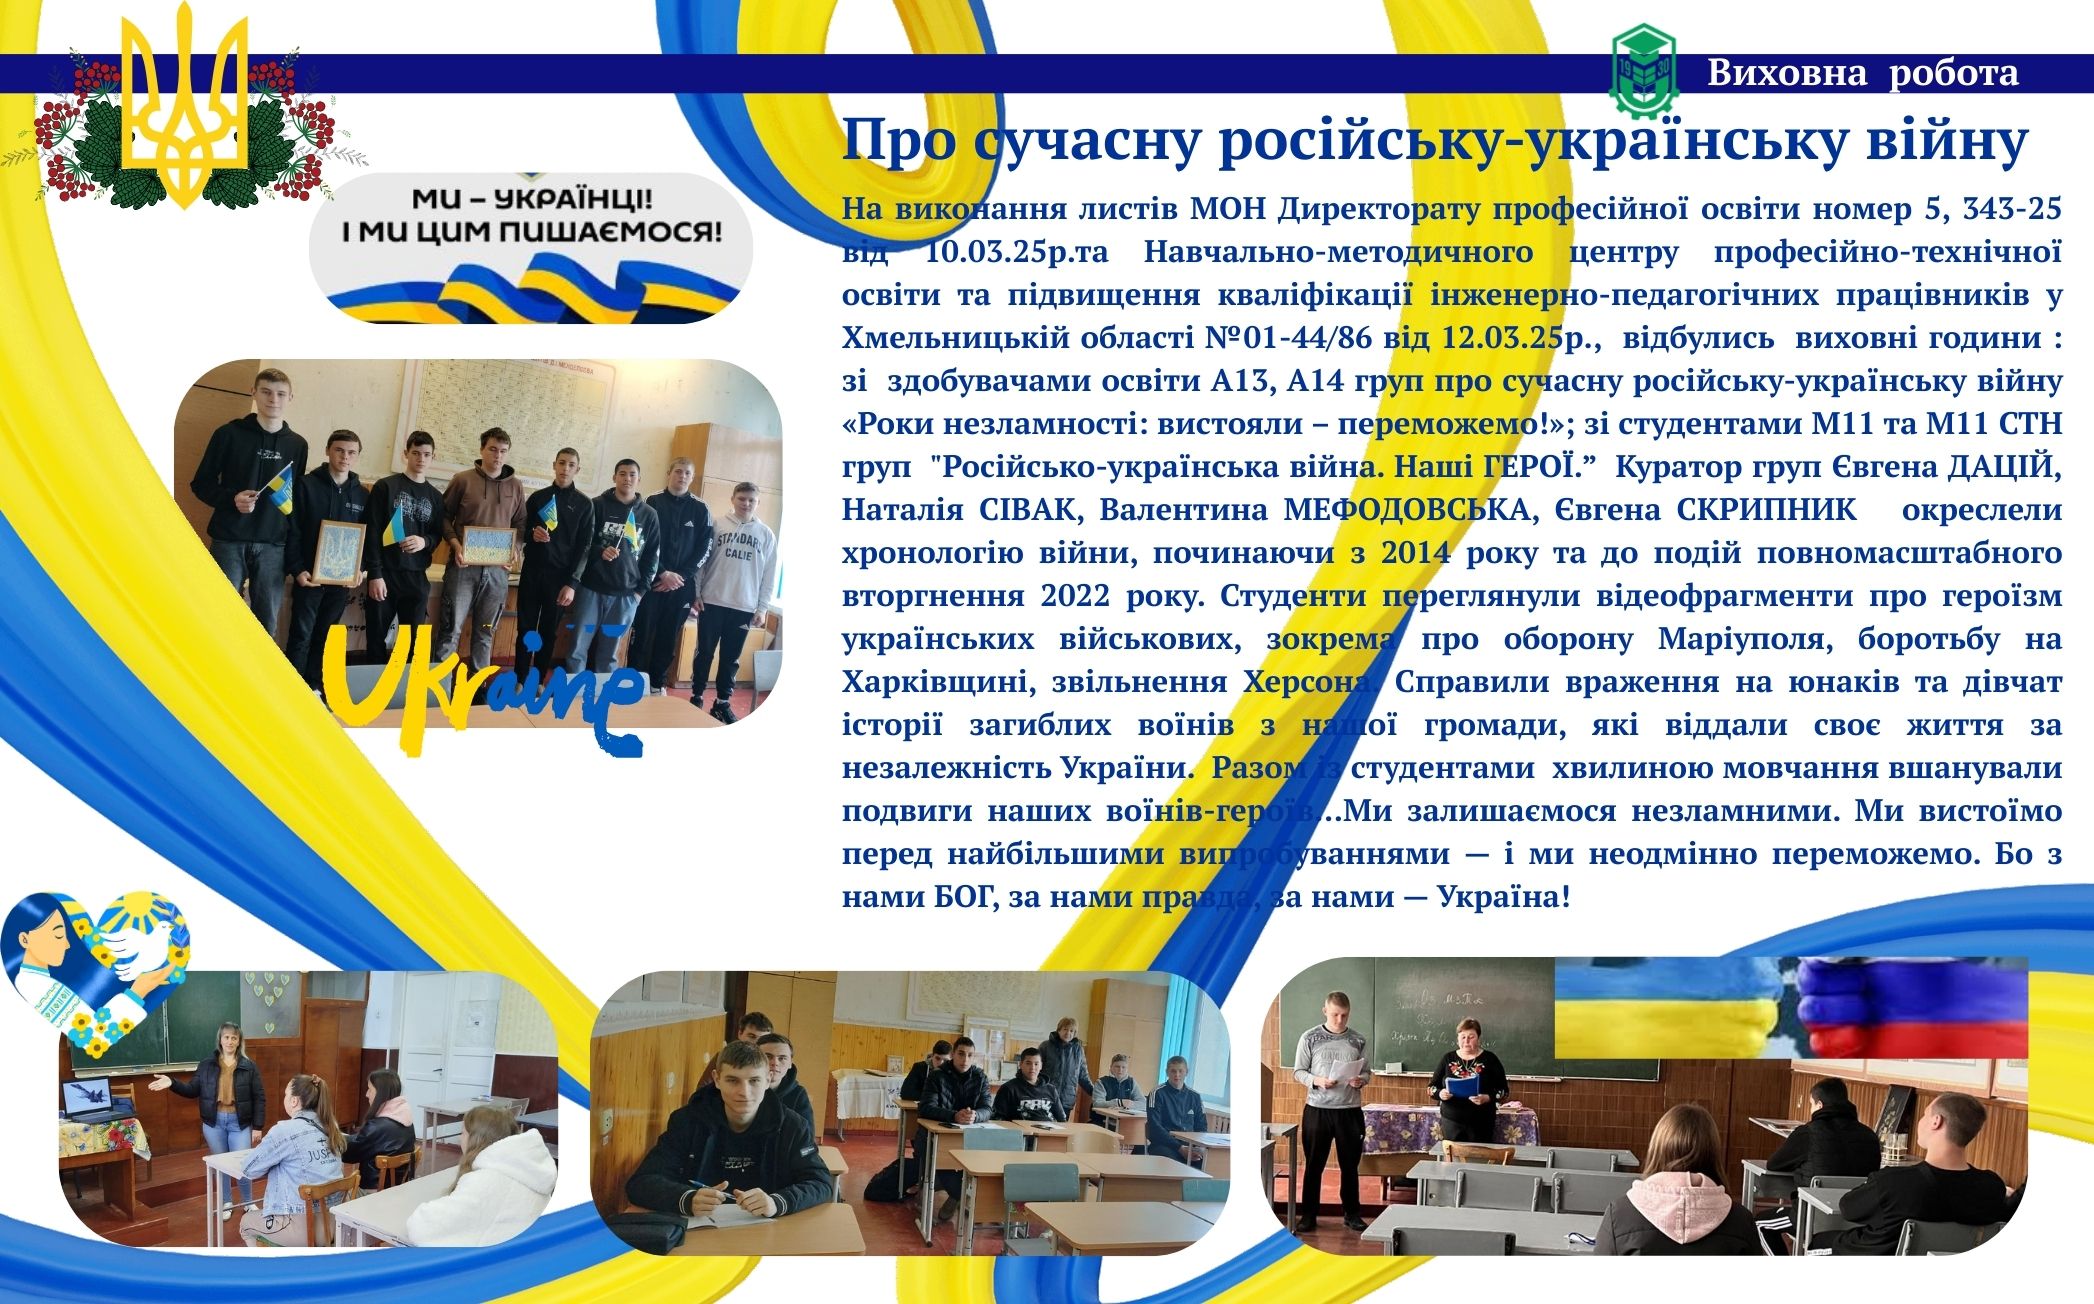 Виховна робота
19 30
Про сучасну російську-українську війну
МИ – УКРАЇНЦІ!
І МИ ЦИМ ПИШАЄМОСЯ!
На виконання листів МОН Директорату професійної освіти номер 5, 343-25
від 10.03.25р.та Навчально-методичного центру професійно-технічної
освіти та підвищення кваліфікації інженерно-педагогічних працівників у
Хмельницькій області №01-44/86 від 12.03.25р., відбулись виховні години :
зі здобувачами освіти А13, А14 груп про сучасну російську-українську війну
«Роки незламності: вистояли – переможемо!»; зі студентами М11 та М11 СТН
груп "Російсько-українська війна. Наші ГЕРОЇ.” Куратор груп Євгена ДАЦІЙ,
Наталія СІВАК, Валентина МЕФОДОВСЬКА, Євгена СКРИПНИК окреслели
хронологію війни, починаючи з 2014 року та до подій повномасштабного
вторгнення 2022 року. Студенти переглянули відеофрагменти про героїзм
українських військових, зокрема про оборону Маріуполя, боротьбу на
Харківщині, звільнення Херсона. Справили враження на юнаків та дівчат
історії загиблих воїнів з нашої громади, які віддали своє життя за
незалежність України. Разом із студентами хвилиною мовчання вшанували
подвиги наших воїнів-героїв...Ми залишаємося незламними. Ми вистоїмо
перед найбільшими випробуваннями — і ми неодмінно переможемо. Бо з
нами БОГ, за нами правда, за нами — Україна!
STANDARD
CALIE
Ukraine